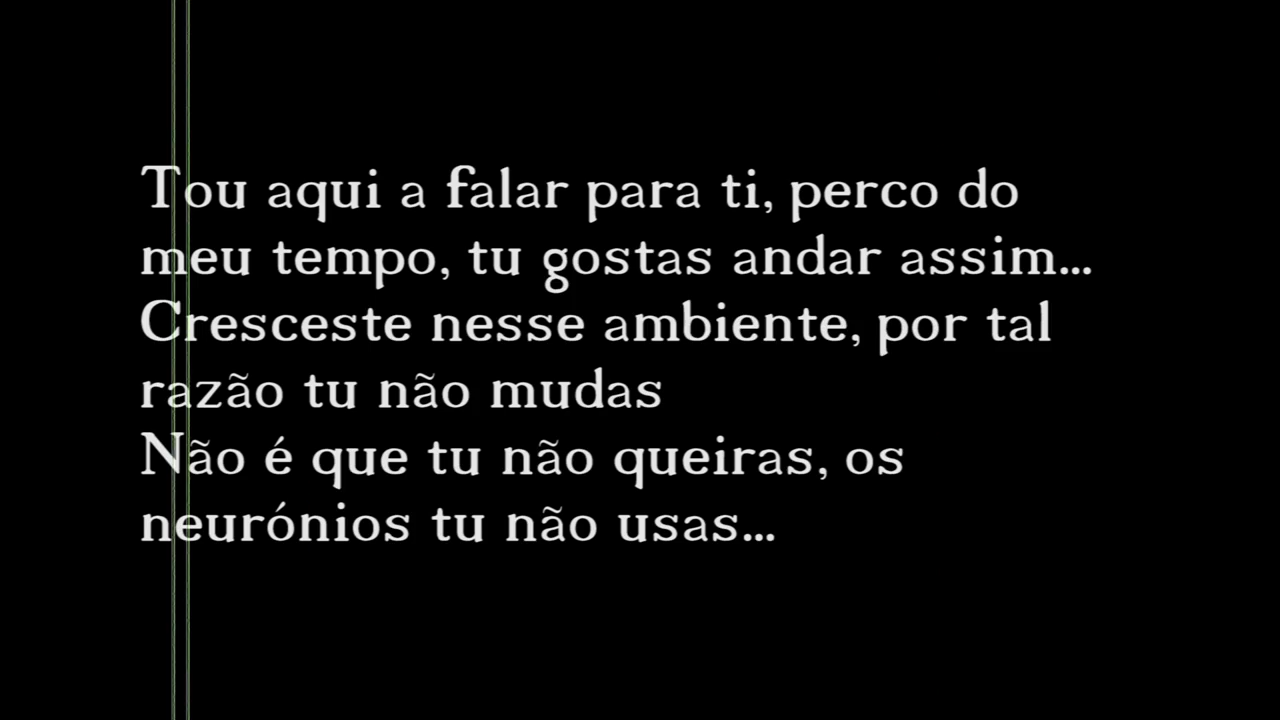 Tou aqui a falar para ti, perco do
meu tempo, tu gostas andar assim...
Cresceste nesse ambiente, por tal
razão tu não mudas
Não é que tu não queiras, os
neurónios tu não usas...